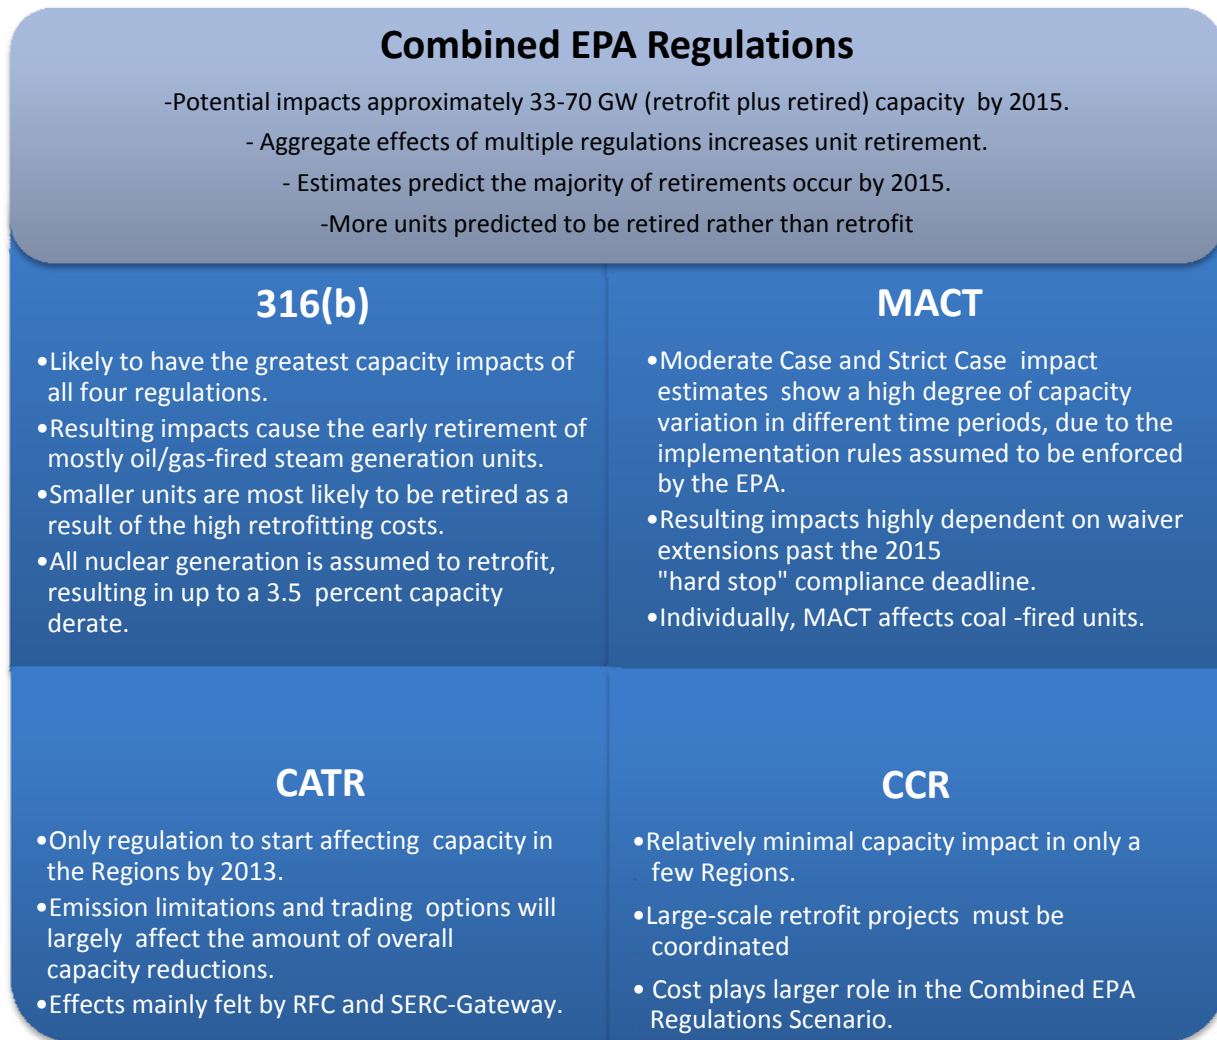 Combined EPA Regulations
-Potential impacts approximately 33-70 GW (retrofit plus retired) capacity by 2015.
- Aggregate effects of multiple regulations increases unit retirement.
- Estimates predict the majority of retirements occur by 2015.
-More units predicted to be retired rather than retrofit
316(b)
•Likely to have the greatest capacity impacts of
all four regulations.
•Resulting impacts cause the early retirement of
mostly oil/gas-fired steam generation units.
•Smaller units are most likely to be retired as a
result of the high retrofitting costs.
•All nuclear generation is assumed to retrofit,
resulting in up to a 3.5 percent capacity
derate.
MACT
•Moderate Case and Strict Case impact
estimates show a high degree of capacity
variation in different time periods, due to the
implementation rules assumed to be enforced
by the EPA.
•Resulting impacts highly dependent on waiver
extensions past the 2015
"hard stop" compliance deadline.
•Individually, MACT affects coal -fired units.
CATR
•Only regulation to start affecting capacity in
the Regions by 2013.
•Emission limitations and trading options will
largely affect the amount of overall
capacity reductions.
•Effects mainly felt by RFC and SERC-Gateway.
CCR
•Relatively minimal capacity impact in only a
few Regions.
•Large-scale retrofit projects must be
coordinated
• Cost plays larger role in the Combined EPA
Regulations Scenario.